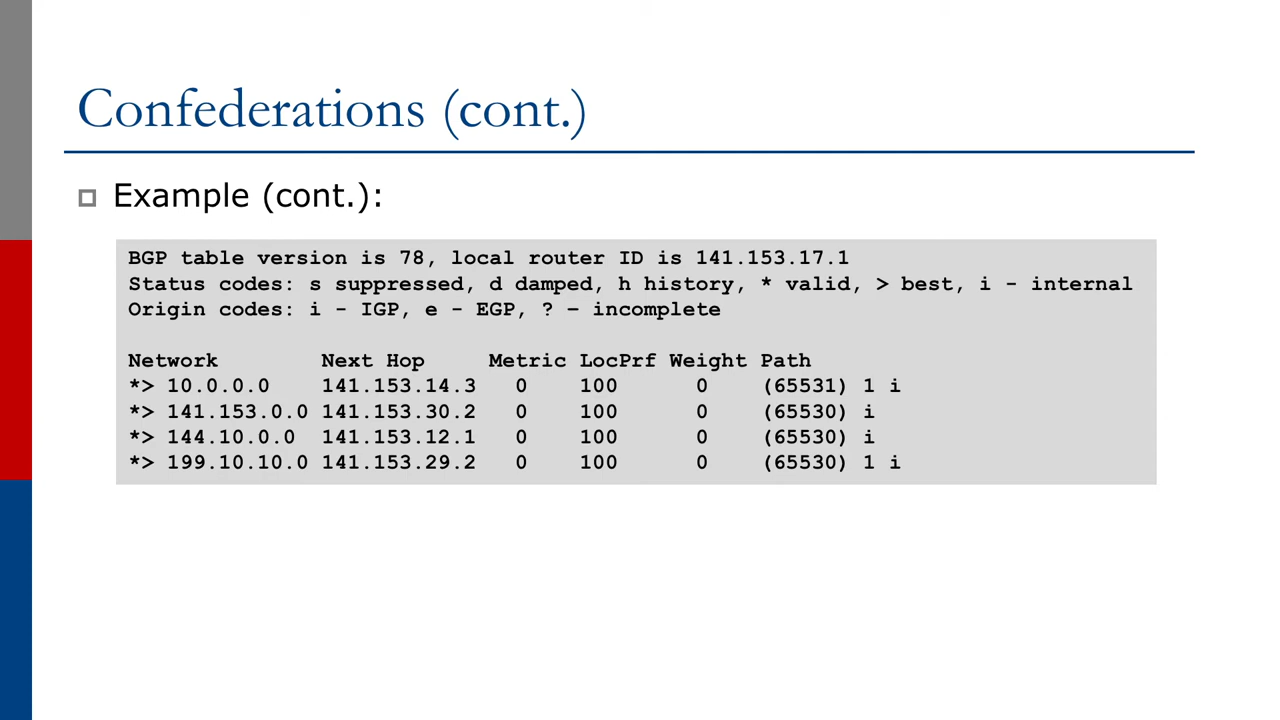 Confederations (cont.)
Example (cont.):
BGP table version is 78, local router ID is 141.153.17.1
Status codes: s suppressed, d damped, h history, * valid, > best, i - internal
Origin codes: i - IGP, e - EGP, ? – incomplete
Network Next Hop Metric LocPrf Weight Path
*> 10.0.0.0 141.153.14.3 0 100 0 (65531) 1 i
*> 141.153.0.0 141.153.30.2 0 100 0 (65530) i
*> 144.10.0.0 141.153.12.1 0 100 0 (65530) i
*> 199.10.10.0 141.153.29.2 0 100 0 (65530) 1 i